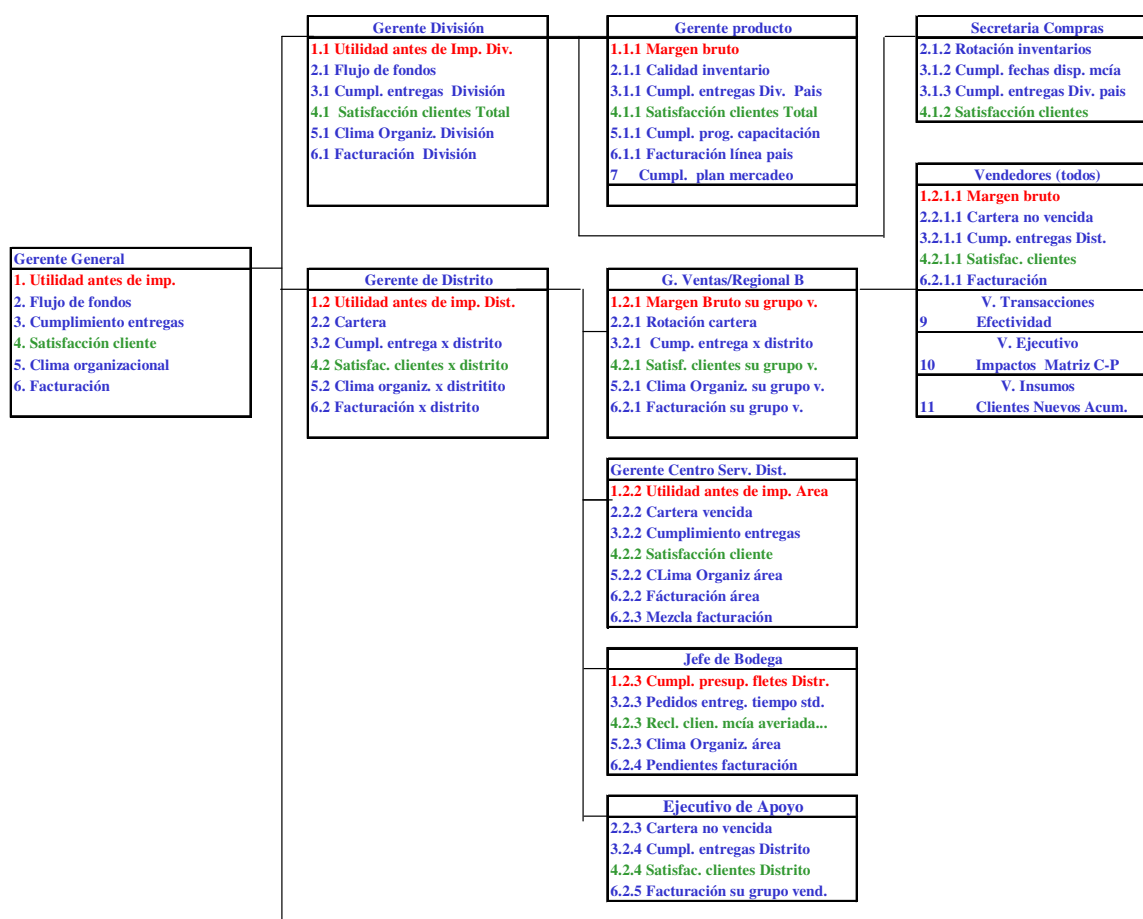 Gerente General
1. Utilidad antes de imp.
2. Flujo de fondos
3. Cumplimiento entregas
4. Satisfacción cliente
5. Clima organizacional
6. Facturación
Gerente División
1.1 Utilidad antes de Imp. Div.
2.1 Flujo de fondos
3.1 Cumpl. entregas División
4.1 Satisfacción clientes Total
5.1 Clima Organiz. División
6.1 Facturación División
Gerente producto
1.1.1 Margen bruto
2.1.1 Calidad inventario
3.1.1 Cumpl. entregas Div. Pais
4.1.1 Satisfacción clientes Total
5.1.1 Cumpl. prog. capacitación
6.1.1 Facturación línea pais
7 Cumpl. plan mercadeo
Secretaria Compras
2.1.2 Rotación inventarios
3.1.2 Cumpl. fechas disp. mcía
3.1.3 Cumpl. entregas Div. pais
4.1.2 Satisfacción clientes
Gerente de Distrito
1.2 Utilidad antes de imp. Dist.
2.2 Cartera
3.2 Cumpl. entrega x distrito
4.2 Satisfac. clientes x distrito
5.2 Clima organiz. x distritito
6.2 Facturación x distrito
G. Ventas/Regional B
1.2.1 Margen Bruto su grupo v.
2.2.1 Rotación cartera
3.2.1 Cump. entrega x distrito
4.2.1 Satisf. clientes su grupo v.
5.2.1 Clima Organiz. su grupo v.
6.2.1 Facturación su grupo v.
Vendedores (todos)
1.2.1.1 Margen bruto
2.2.1.1 Cartera no vencida
3.2.1.1 Cump. entregas Dist.
4.2.1.1 Satisfac. clientes
6.2.1.1 Facturación
V. Transacciones
9 Efectividad
V. Ejecutivo
10 Impactos Matriz C-P
V. Insumos
11 Clientes Nuevos Acum.
Gerente Centro Serv. Dist.
1.2.2 Utilidad antes de imp. Area
2.2.2 Cartera vencida
3.2.2 Cumplimiento entregas
4.2.2 Satisfacción cliente
5.2.2 CLima Organiz área
6.2.2 Fácturación área
6.2.3 Mezcla facturación
Jefe de Bodega
1.2.3 Cumpl. presup. fletes Distr.
3.2.3 Pedidos entreg. tiempo std.
4.2.3 Recl. clien. mcía averiada...
5.2.3 Clima Organiz. área
6.2.4 Pendientes facturación
Ejecutivo de Apoyo
2.2.3 Cartera no vencida
3.2.4 Cumpl. entregas Distrito
4.2.4 Satisfac. clientes Distrito
6.2.5 Facturación su grupo vend.